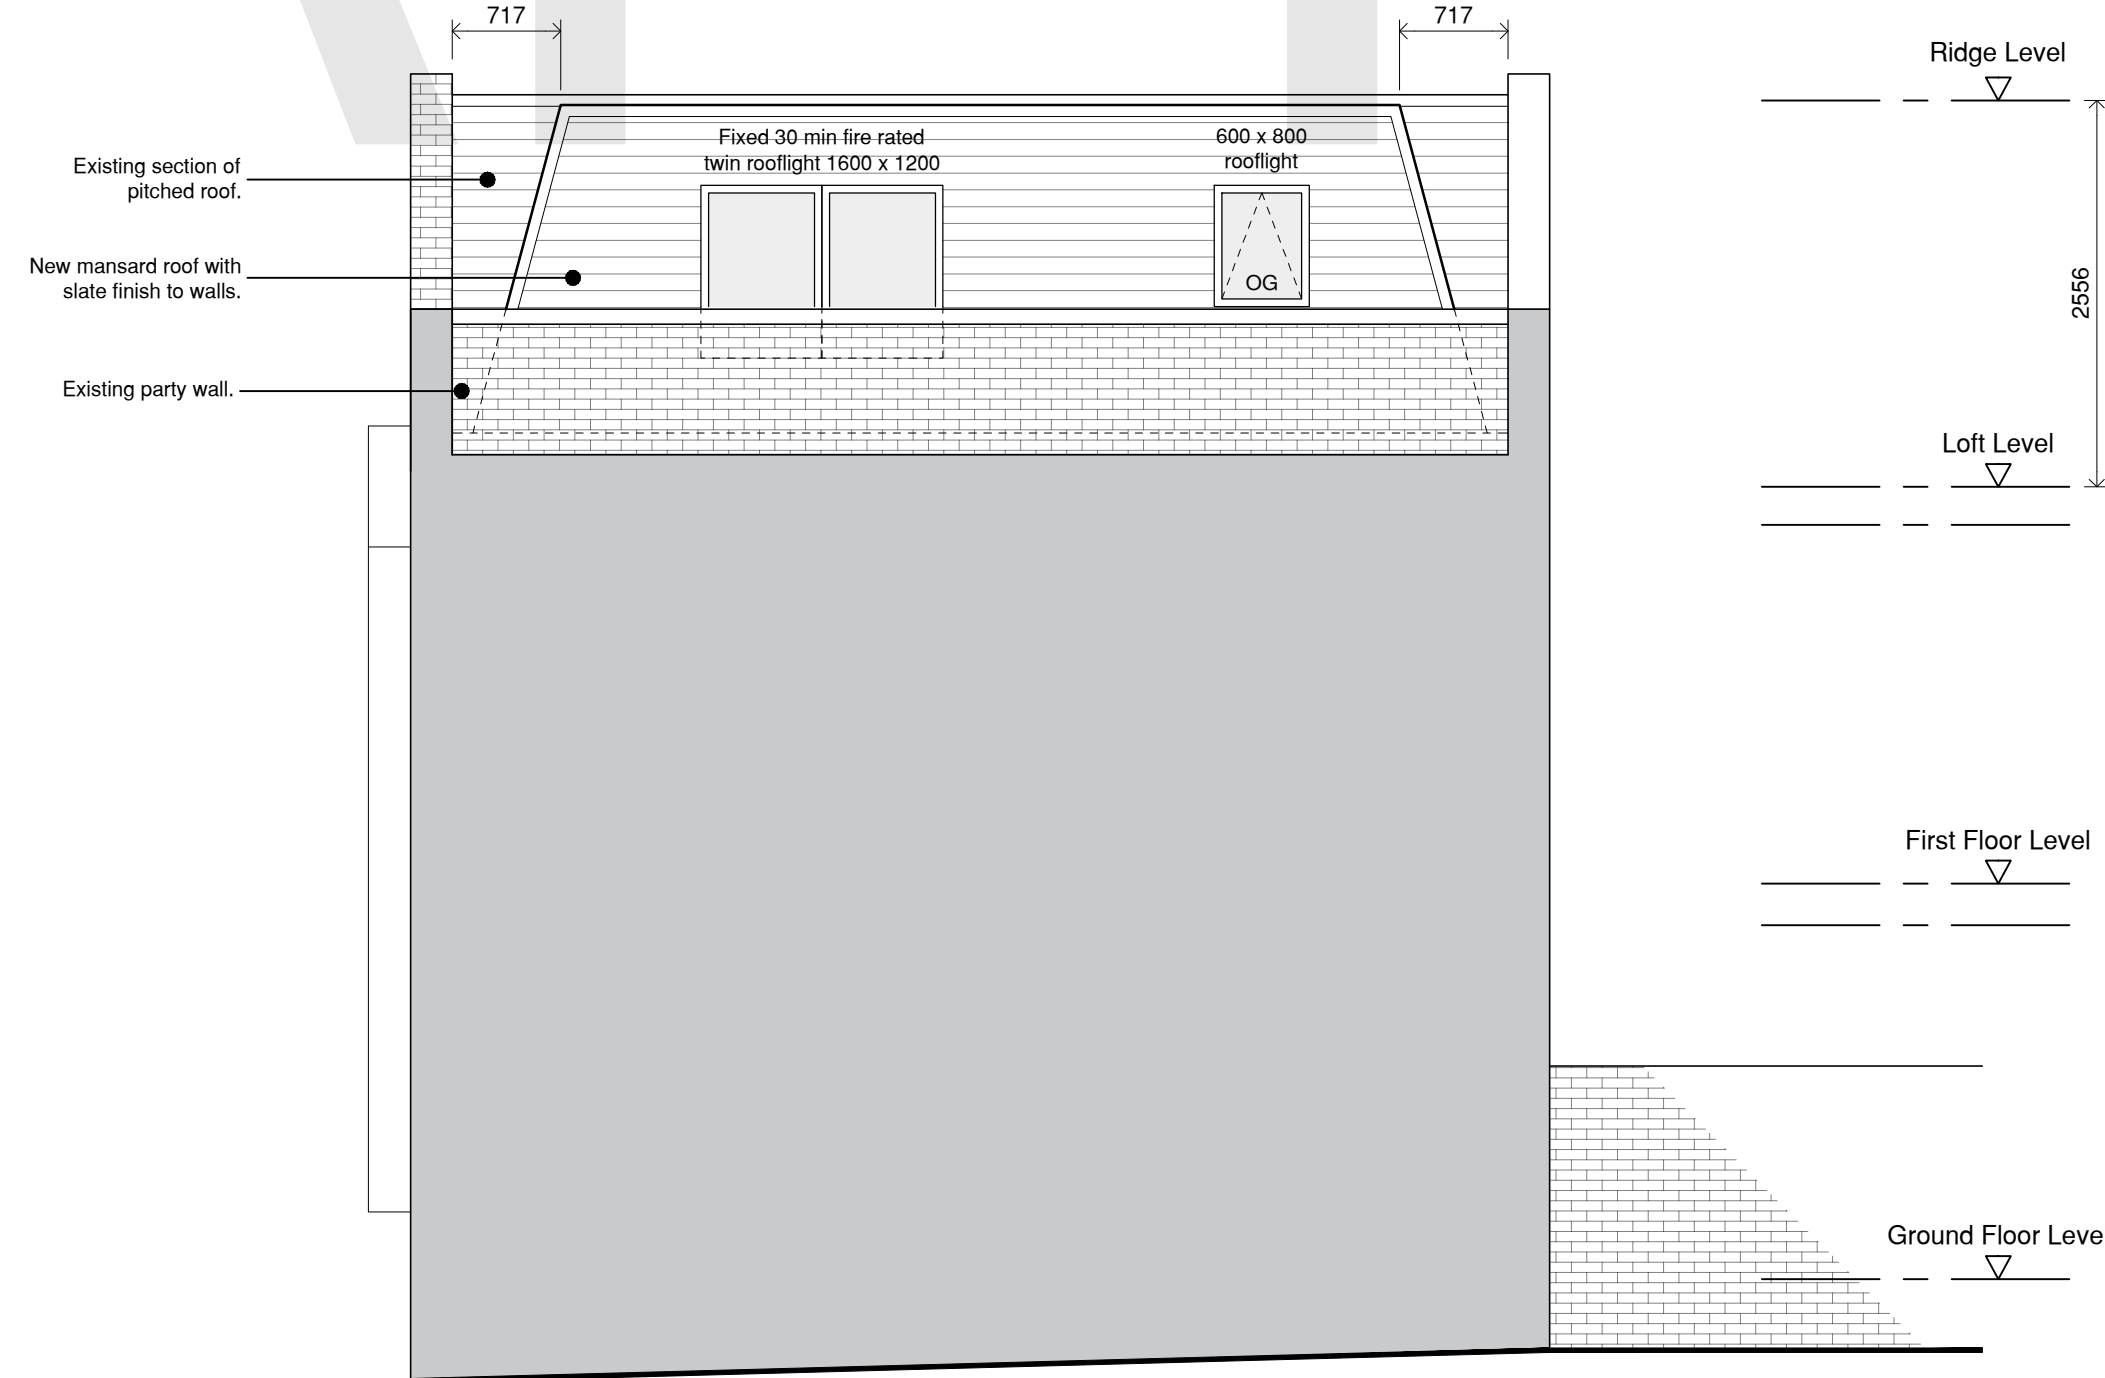 717
717
Ridge Level
Fixed 30 min fire rated
twin rooflight 1600 x 1200
600 x 800
rooflight
Existing section of
pitched roof.
New mansard roof with
slate finish to walls.
OG
2556
Existing party wall.
Loft Level
First Floor Level
Ground Floor Leve